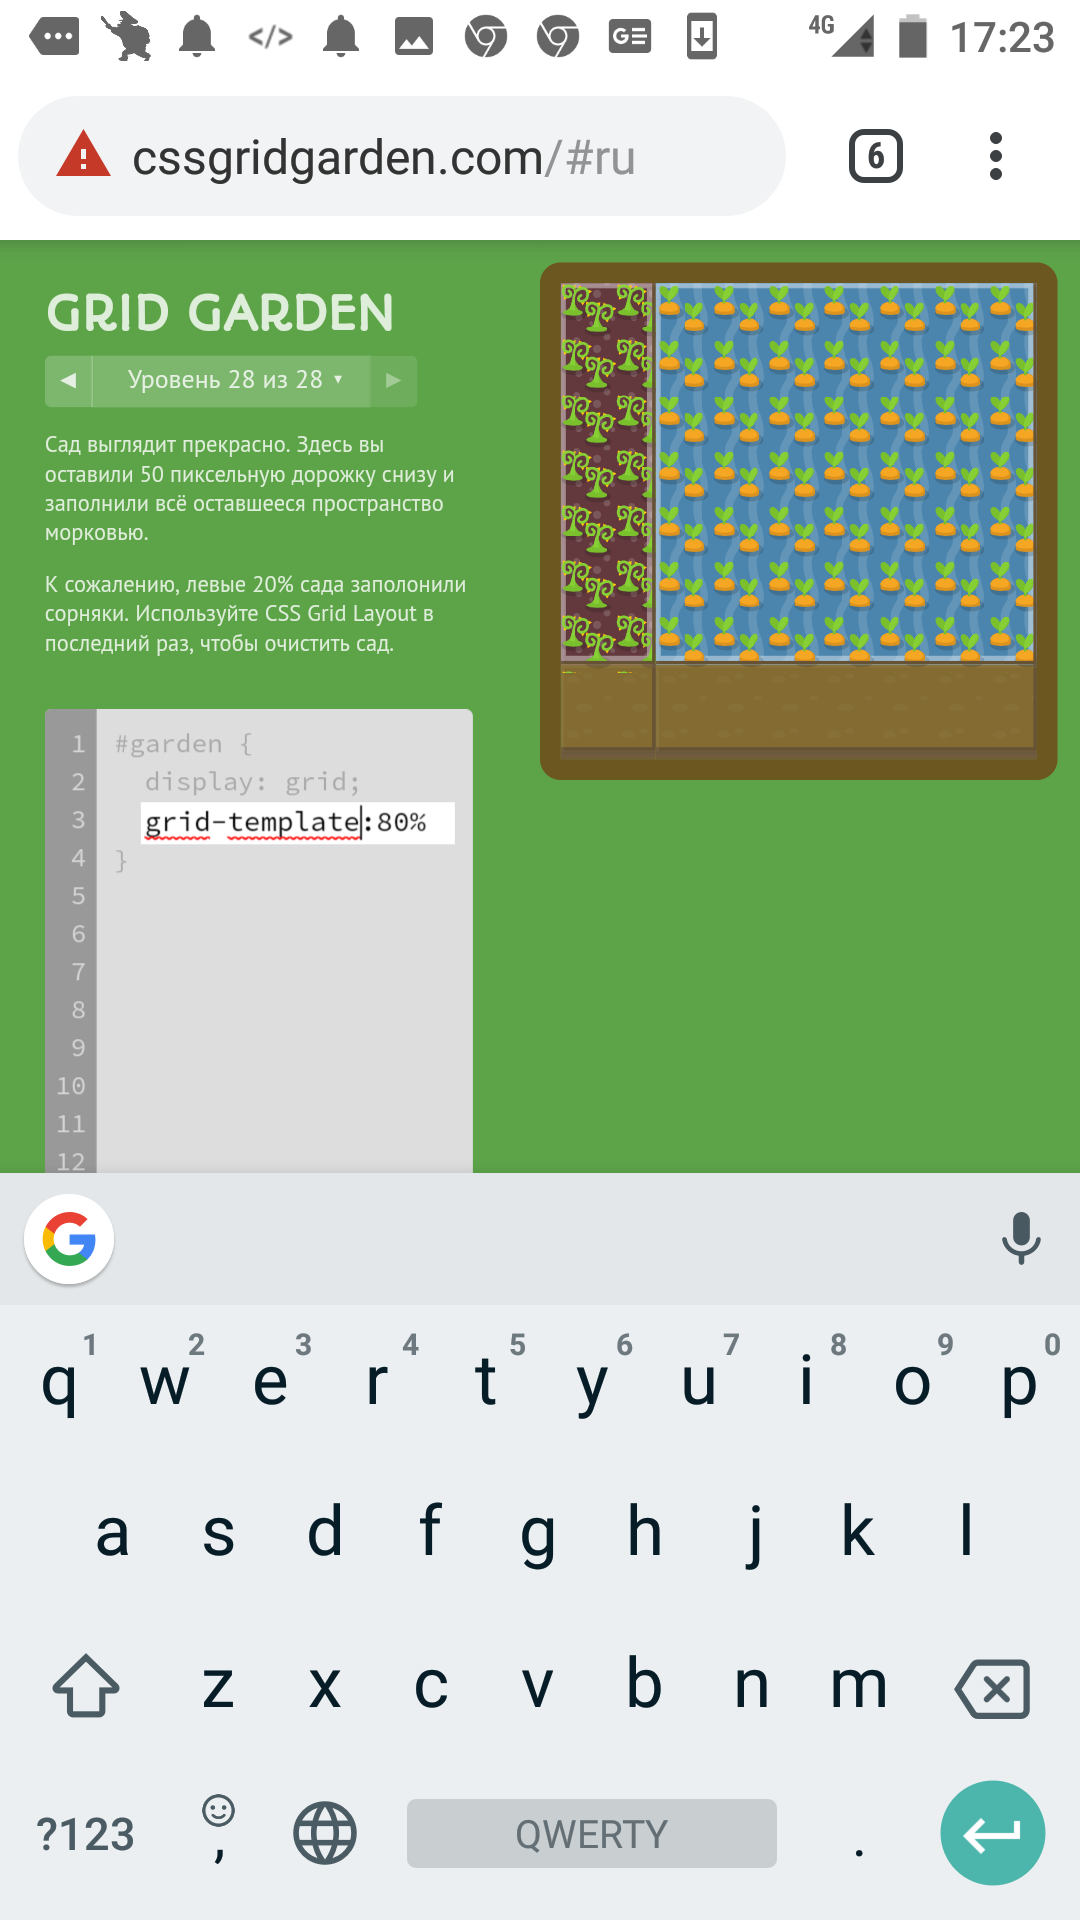 4G 17:23
cssgridgarden.com/#ru 6
GRID GARDEN
◀ Уровень 28 из 28 ▾ ▶
Сад выглядит прекрасно. Здесь вы
оставили 50 пиксельную дорожку снизу и
заполнили всё оставшееся пространство
морковью.
К сожалению, левые 20% сада заполонили
сорняки. Используйте CSS Grid Layout в
последний раз, чтобы очистить сад.
1 #garden {
2 display: grid;
3 grid-template:80%
4 }
5
6
7
8
9
10
11
12
G
1 2 3 4 5 6 7 8 9 0
q w e r t y u i o p
a s d f g h j k l
z x c v b n m
?123 , QWERTY .